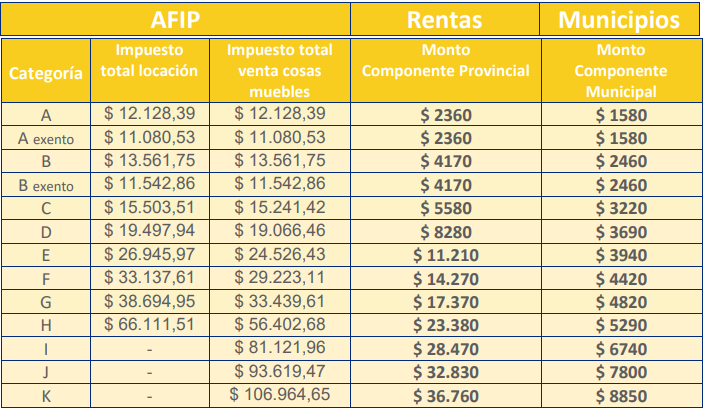 AFIP Rentas Municipios
Categoría Impuesto total locación Impuesto total venta cosas muebles Monto Componente Provincial Monto Componente Municipal
A $ 12.128,39 $ 12.128,39 $ 2360 $ 1580
A exento $ 11.080,53 $ 11.080,53 $ 2360 $ 1580
B $ 13.561,75 $ 13.561,75 $ 4170 $ 2460
B exento $ 11.542,86 $ 11.542,86 $ 4170 $ 2460
C $ 15.503,51 $ 15.241,42 $ 5580 $ 3220
D $ 19.497,94 $ 19.066,46 $ 8280 $ 3690
E $ 26.945,97 $ 24.526,43 $ 11.210 $ 3940
F $ 33.137,61 $ 29.223,11 $ 14.270 $ 4420
G $ 38.694,95 $ 33.439,61 $ 17.370 $ 4820
H $ 66.111,51 $ 56.402,68 $ 23.380 $ 5290
I - $ 81.121,96 $ 28.470 $ 6740
J - $ 93.619,47 $ 32.830 $ 7800
K - $ 106.964,65 $ 36.760 $ 8850